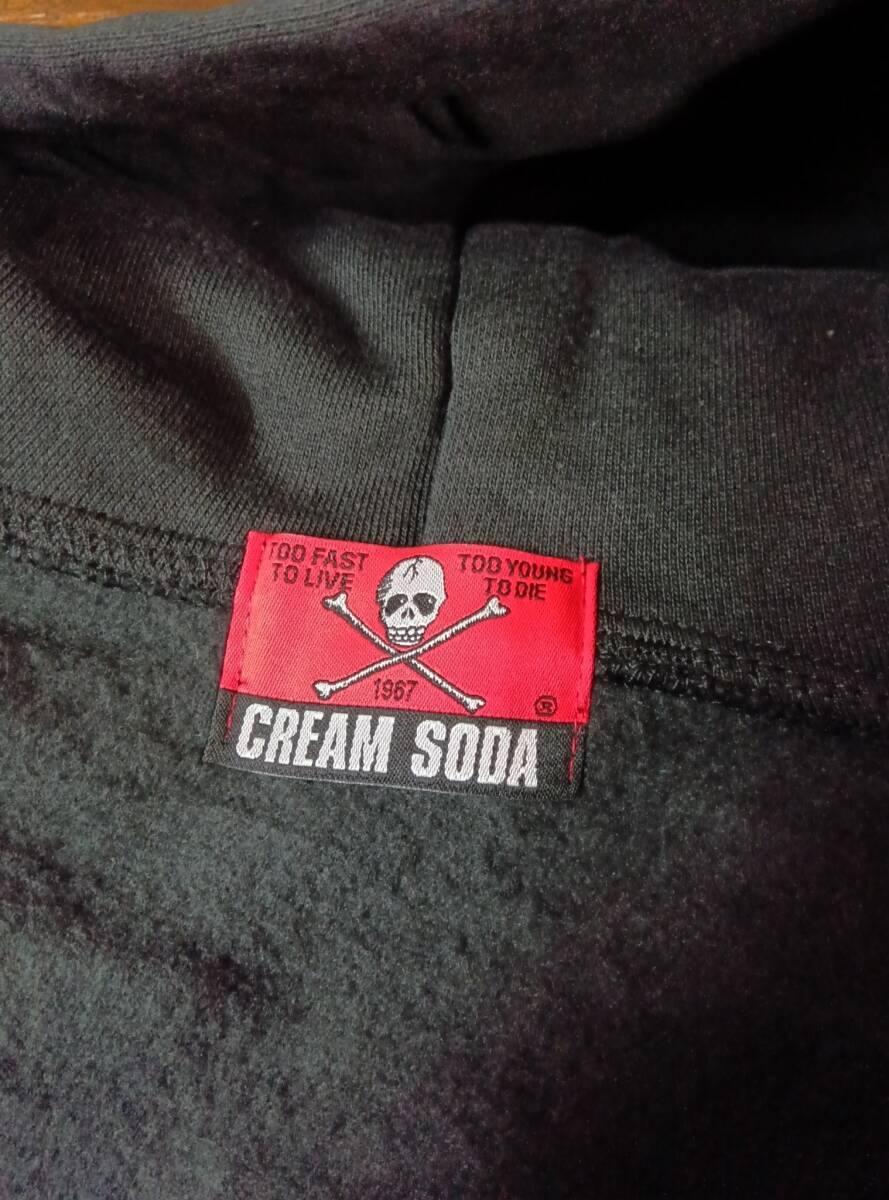 TOO FAST
TO LIVE
TOO YOUNG
TO DIE
1967
®
CREAM SODA